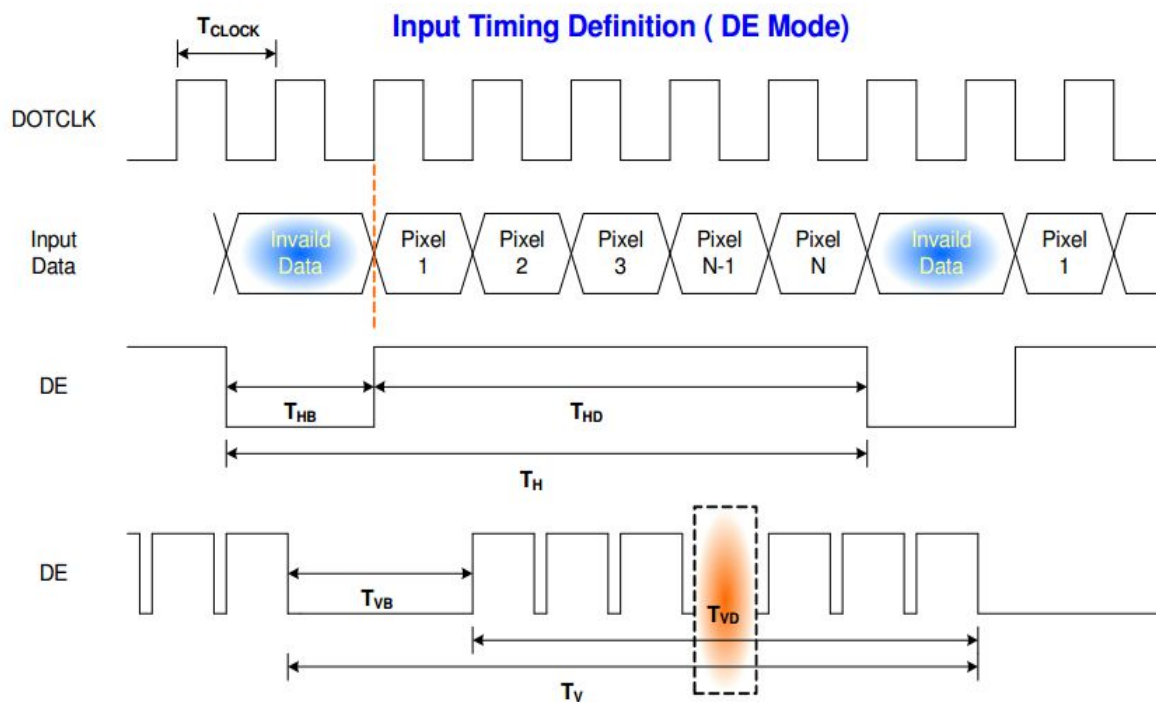 Input Timing Definition ( DE Mode)
TCLOCK
DOTCLK
Input
Data
Invaild
Data
Pixel
1
Pixel
2
Pixel
3
Pixel
N-1
Pixel
N
Invaild
Data
Pixel
1
DE
THB
THD
TH
DE
TVB
TVD
TV